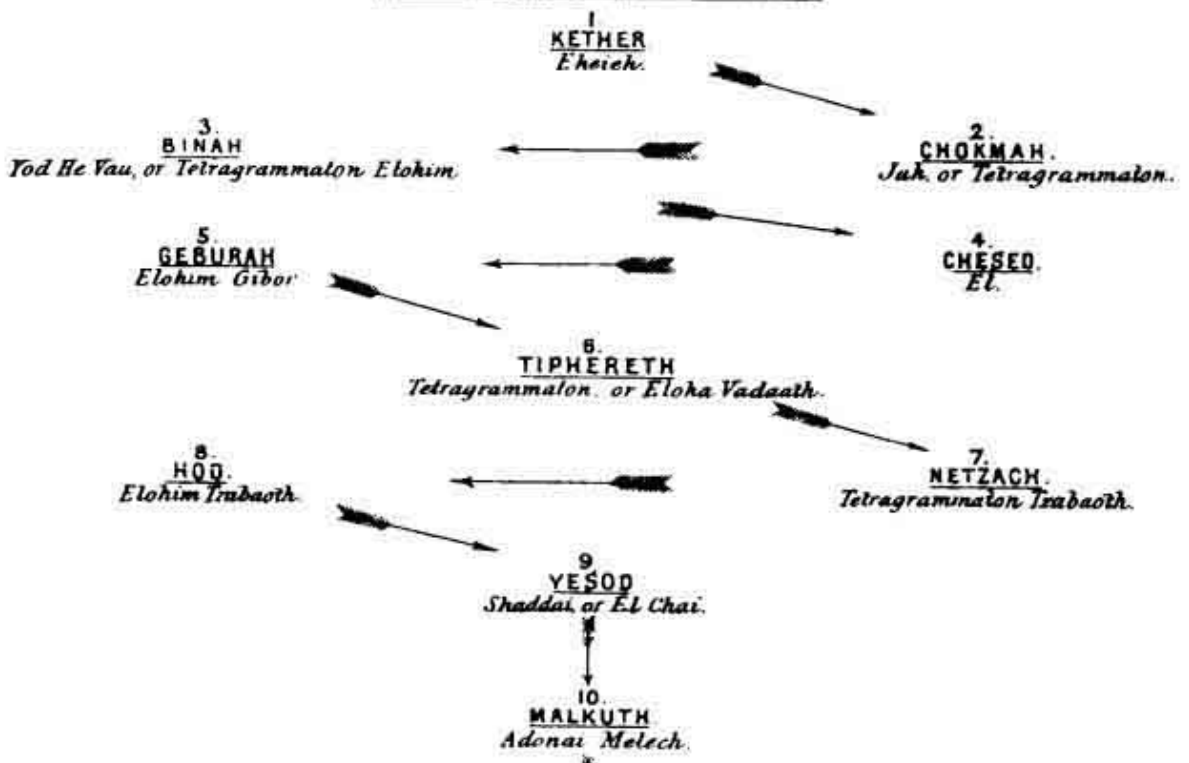 1
KETHER
Eheieh.
2.
CHOKMAH.
Jah, or Tetragrammaton.
3.
BINAH
Yod He Vau, or Tetragrammaton Elohim
4.
CHESED.
El.
5.
GEBURAH
Elohim Gibor
6.
TIPHERETH
Tetragrammaton. or Eloha Vadaath.
7.
NETZACH.
Tetragrammaton Tzabaoth.
8.
HOD.
Elohim Tzabaoth.
9
YESOD
Shaddai, or El Chai.
10.
MALKUTH
Adonai Melech.